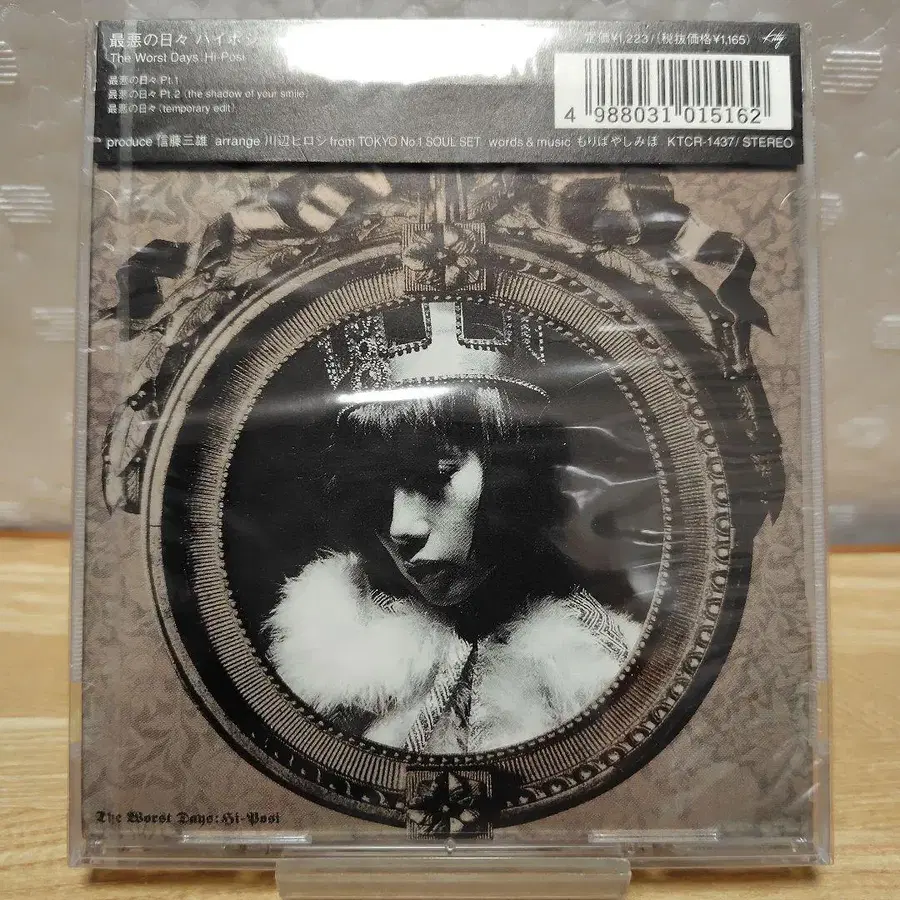 最悪の日々 ハイポシ
定価¥1,223/(税抜価格¥1,165) Kitty
The Worst Days:Hi-Posi
最悪の日々 Pt.1
最悪の日々 Pt.2 (the shadow of your smile)
最悪の日々 (temporary edit)
4 988031 015162
produce 信藤三雄 arrange 川辺ヒロシ from TOKYO No.1 SOUL SET words & music もりばやしみほ KTCR-1437/ STEREO
The Worst Days:Hi-Posi